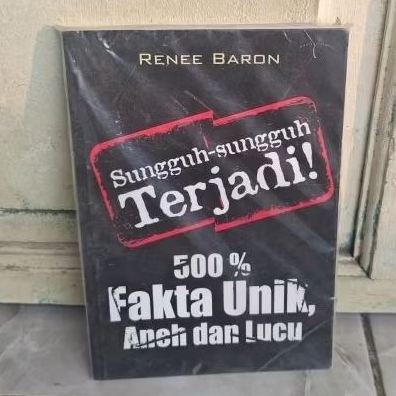 RENEE BARON
Sungguh-sungguh
Terjadi!
500 %
Fakta Unik,
Aneh dan Lucu